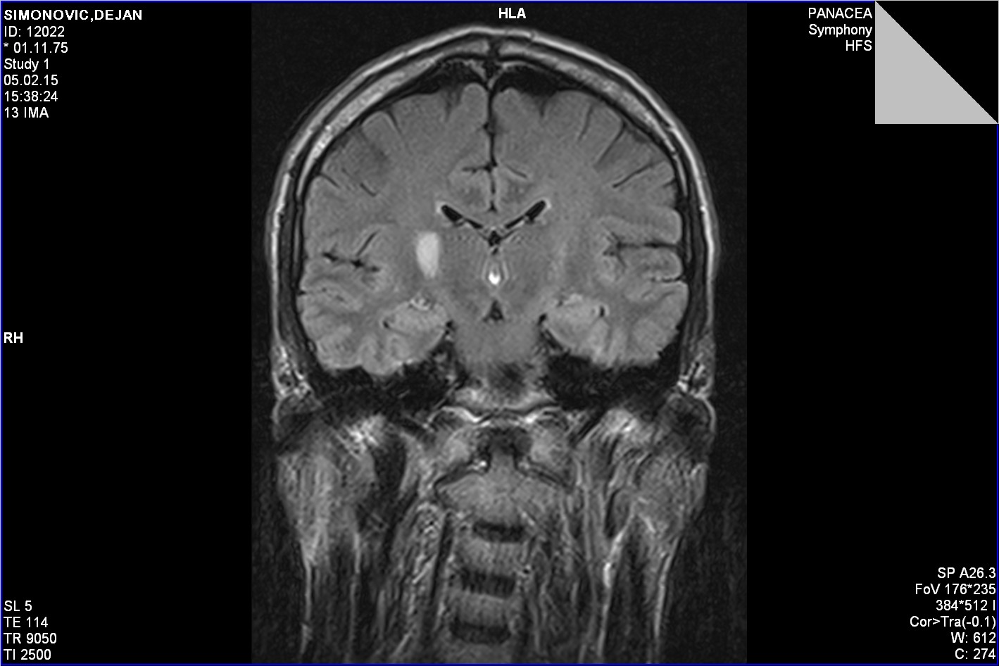 SIMONOVIC,DEJAN
ID: 12022
* 01.11.75
Study 1
05.02.15
15:38:24
13 IMA
HLA
PANACEA
Symphony
HFS
RH
SL 5
TE 114
TR 9050
TI 2500
SP A26.3
FoV 176*235
384*512 I
Cor>Tra(-0.1)
W: 612
C: 274